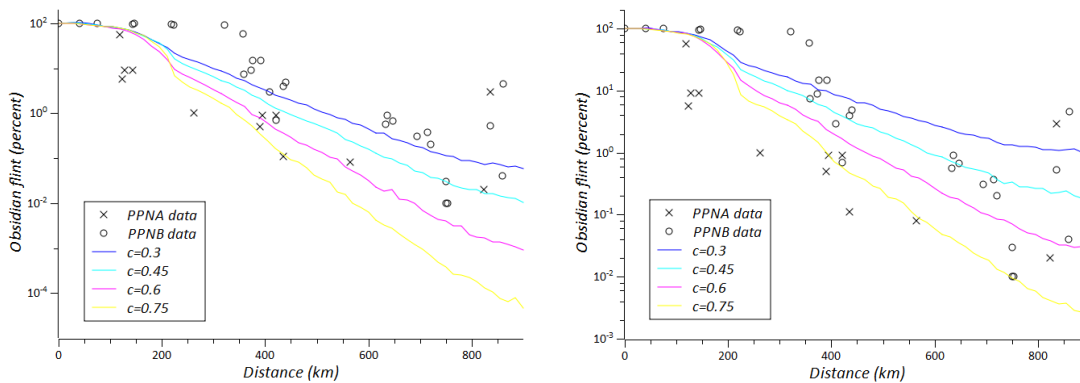 Obsidian flint (percent)
10^2
10^0
10^-2
10^-4
PPNA data
PPNB data
c=0.3
c=0.45
c=0.6
c=0.75
0
200
400
600
800
Distance (km)
Obsidian flint (percent)
10^2
10^1
10^0
10^-1
10^-2
10^-3
PPNA data
PPNB data
c=0.3
c=0.45
c=0.6
c=0.75
0
200
400
600
800
Distance (km)